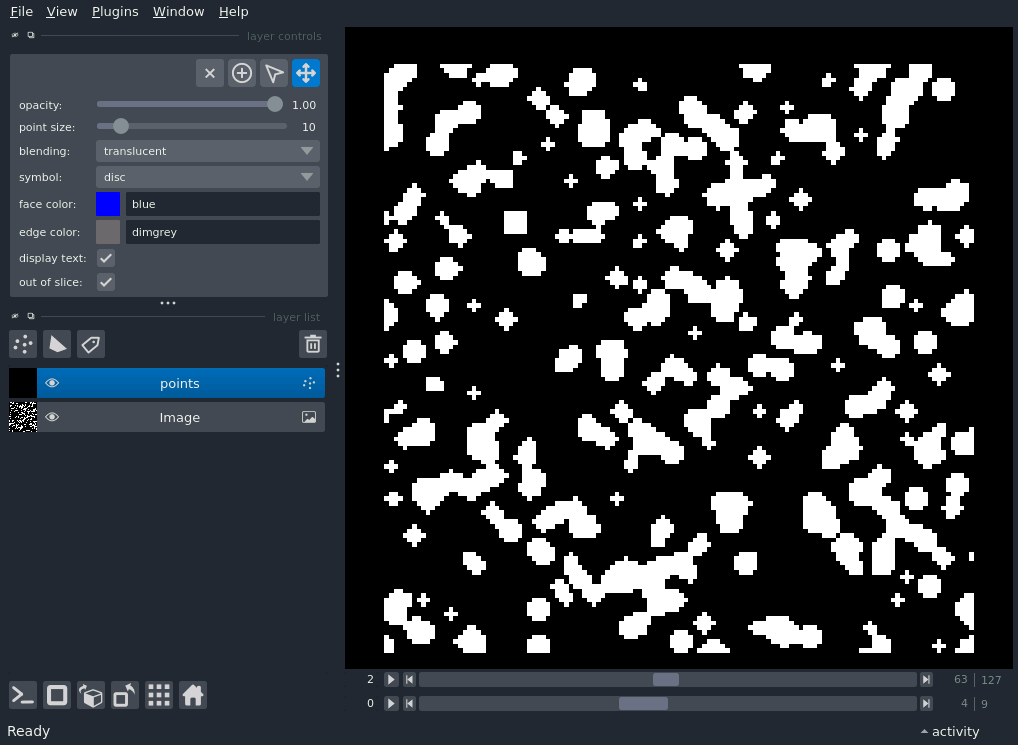 File View Plugins Window Help
layer controls
opacity: 1.00
point size: 10
blending: translucent
symbol: disc
face color: blue
edge color: dimgrey
display text:
out of slice:
layer list
points
Image
2 63 127
0 4 9
Ready activity